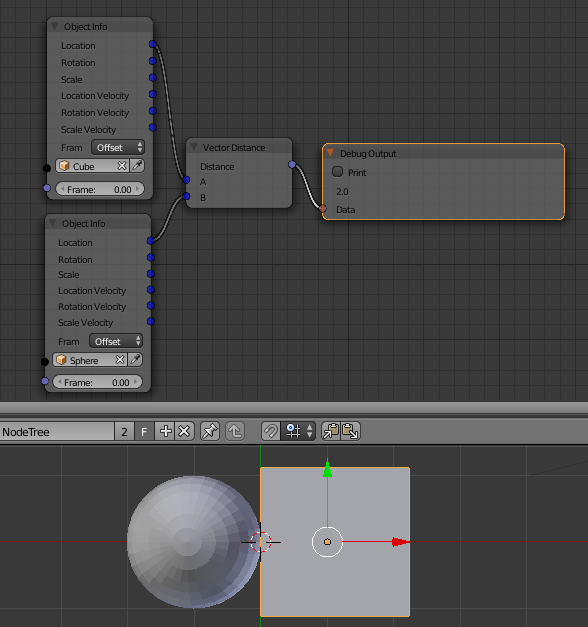 Object Info
Location
Rotation
Scale
Location Velocity
Rotation Velocity
Scale Velocity
Fram Offset
Cube
Frame: 0.00
Vector Distance
Distance
A
B
Debug Output
Print
2.0
Data
Object Info
Location
Rotation
Scale
Location Velocity
Rotation Velocity
Scale Velocity
Fram Offset
Sphere
Frame: 0.00
NodeTree 2 F